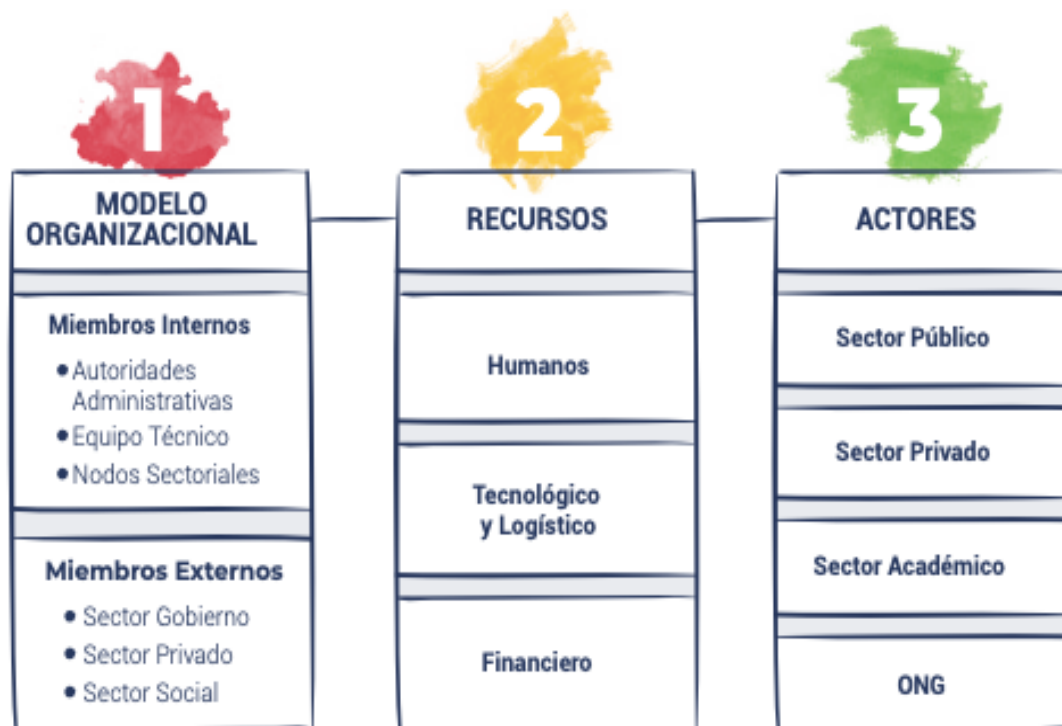 1
MODELO
ORGANIZACIONAL
Miembros Internos
• Autoridades
Administrativas
• Equipo Técnico
• Nodos Sectoriales
Miembros Externos
• Sector Gobierno
• Sector Privado
• Sector Social
2
RECURSOS
Humanos
Tecnológico
y Logístico
Financiero
3
ACTORES
Sector Público
Sector Privado
Sector Académico
ONG